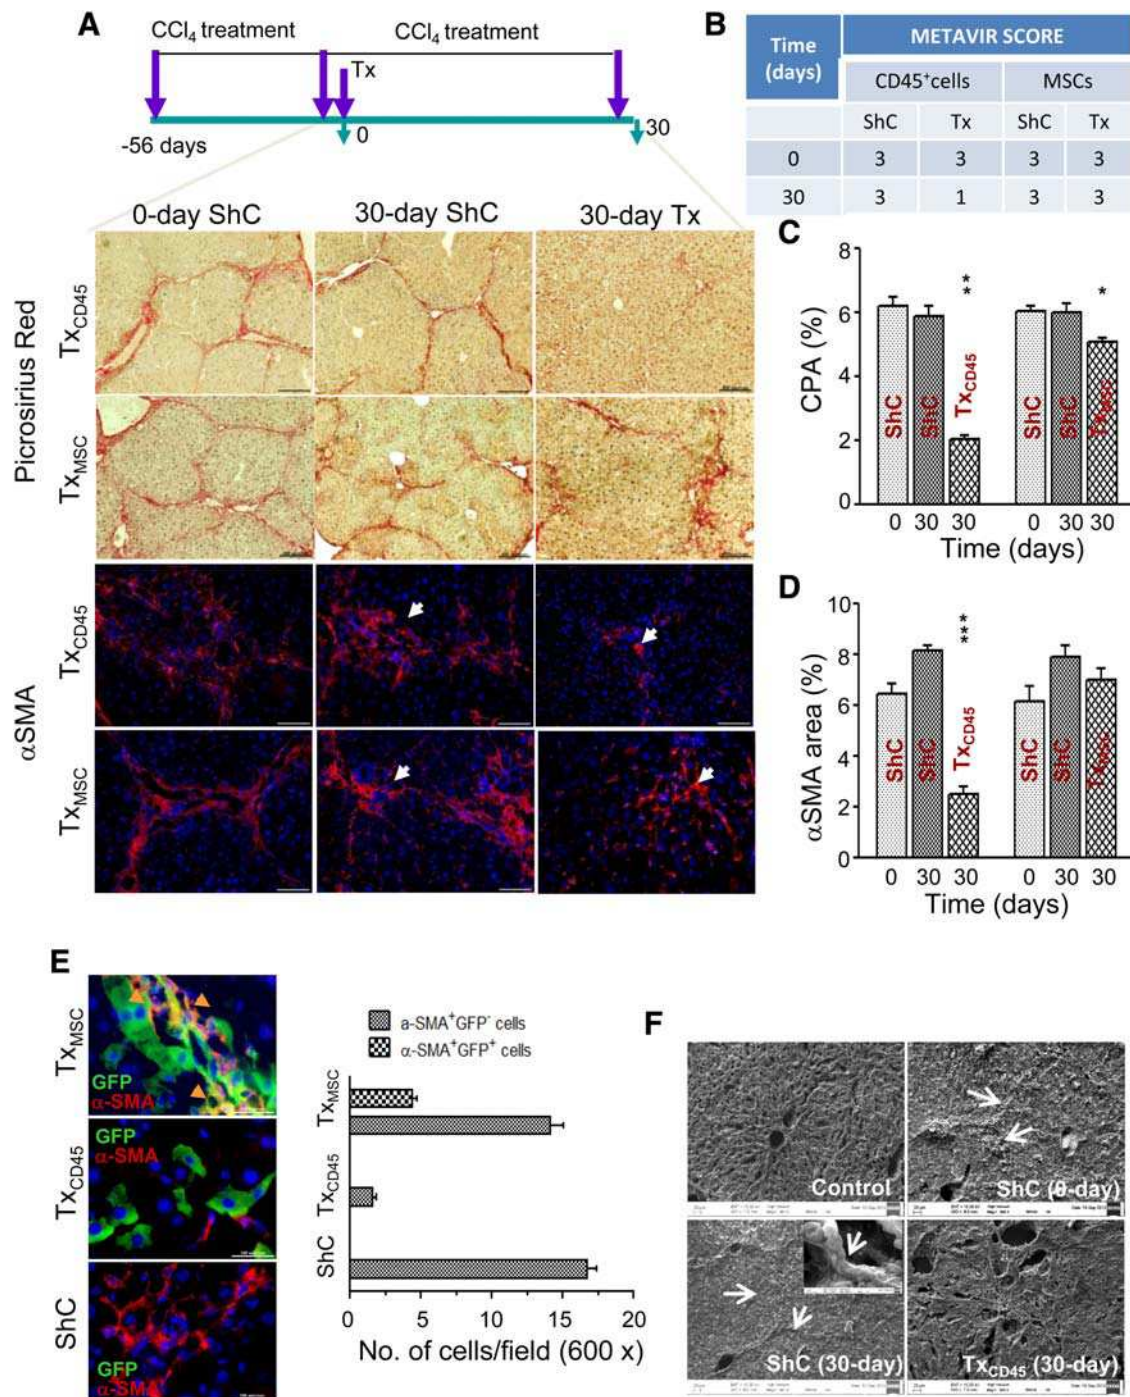 A
CCl4 treatment
CCl4 treatment
Tx
-56 days
0
30
0-day ShC
30-day ShC
30-day Tx
Picrosirius Red
TxCD45
TxMSC
αSMA
TxCD45
TxMSC
B
Time (days)
METAVIR SCORE
CD45+cells
MSCs
ShC Tx ShC Tx
0 3 3 3 3
30 3 1 3 3
C
CPA (%)
8
6
4
2
0
ShC
ShC
TxCD45
**
ShC
ShC
TxMSC
*
0 30 30 0 30 30
Time (days)
D
αSMA area (%)
10
8
6
4
2
0
ShC
ShC
TxCD45
***
ShC
ShC
TxMSC
0 30 30 0 30 30
Time (days)
E
TxMSC
GFP
α-SMA
TxCD45
GFP
α-SMA
ShC
GFP
α-SMA
a-SMA+GFP- cells
α-SMA+GFP+ cells
TxMSC
TxCD45
ShC
0 5 10 15 20
No. of cells/field (600 x)
F
Control
ShC (0-day)
ShC (30-day)
TxCD45 (30-day)